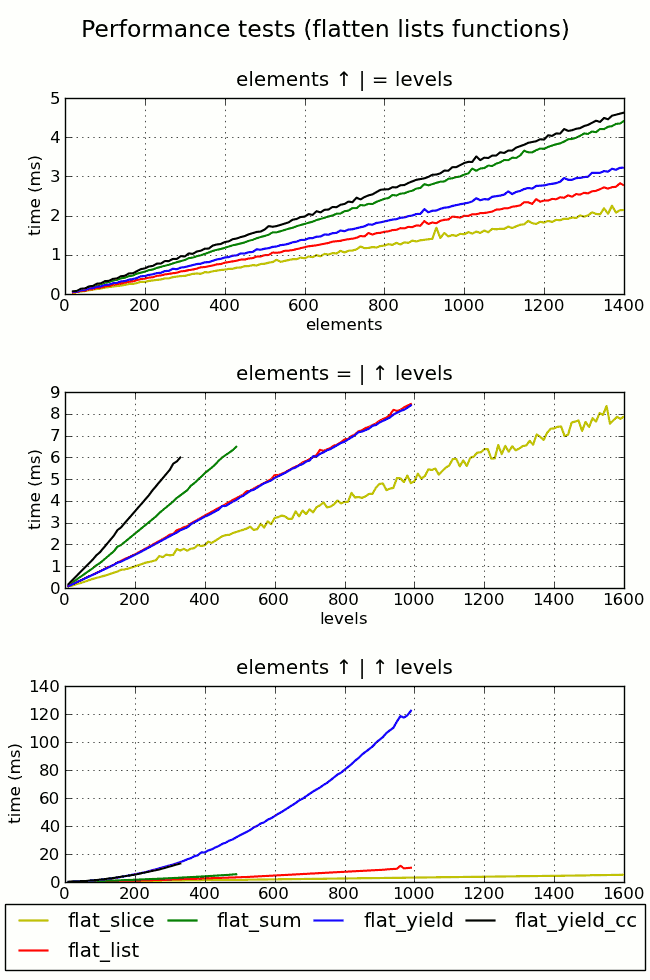 Performance tests (flatten lists functions)
elements ↑ | = levels
5
4
3
2
1
0
time (ms)
0 200 400 600 800 1000 1200 1400
elements
elements = | ↑ levels
9
8
7
6
5
4
3
2
1
0
time (ms)
0 200 400 600 800 1000 1200 1400 1600
levels
elements ↑ | ↑ levels
140
120
100
80
60
40
20
0
time (ms)
0 200 400 600 800 1000 1200 1400 1600
flat_slice flat_sum flat_yield flat_yield_cc
flat_list